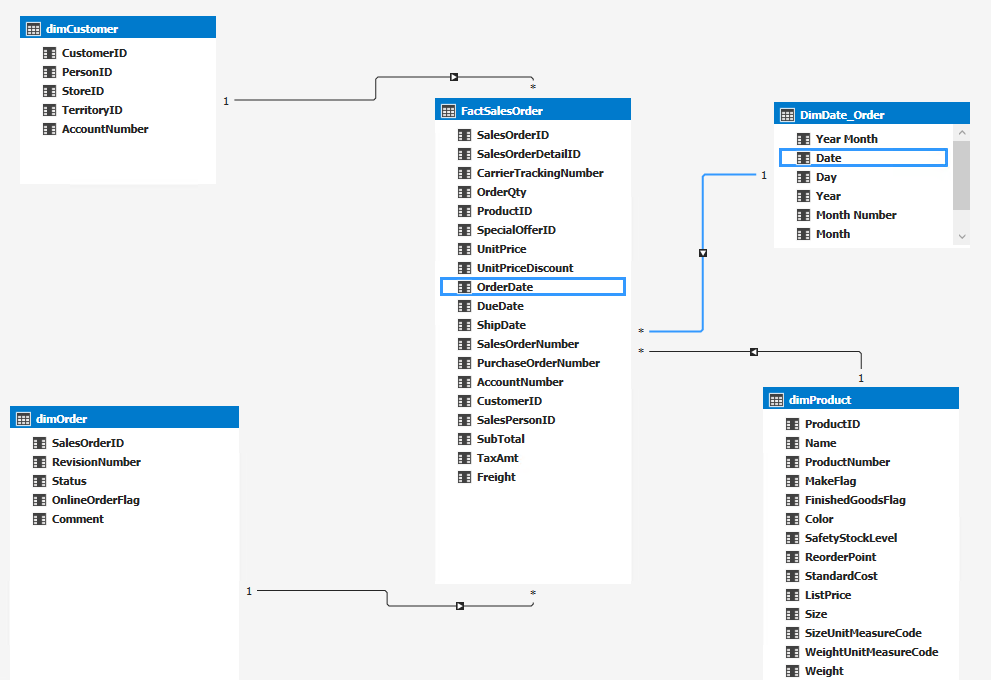 dimCustomer
CustomerID
PersonID
StoreID
TerritoryID
AccountNumber
1
*
FactSalesOrder
SalesOrderID
SalesOrderDetailID
CarrierTrackingNumber
OrderQty
ProductID
SpecialOfferID
UnitPrice
UnitPriceDiscount
OrderDate
DueDate
ShipDate
SalesOrderNumber
PurchaseOrderNumber
AccountNumber
CustomerID
SalesPersonID
SubTotal
TaxAmt
Freight
DimDate_Order
Year Month
Date
Day
Year
Month Number
Month
1
*
*
1
dimOrder
SalesOrderID
RevisionNumber
Status
OnlineOrderFlag
Comment
1
*
dimProduct
ProductID
Name
ProductNumber
MakeFlag
FinishedGoodsFlag
Color
SafetyStockLevel
ReorderPoint
StandardCost
ListPrice
Size
SizeUnitMeasureCode
WeightUnitMeasureCode
Weight